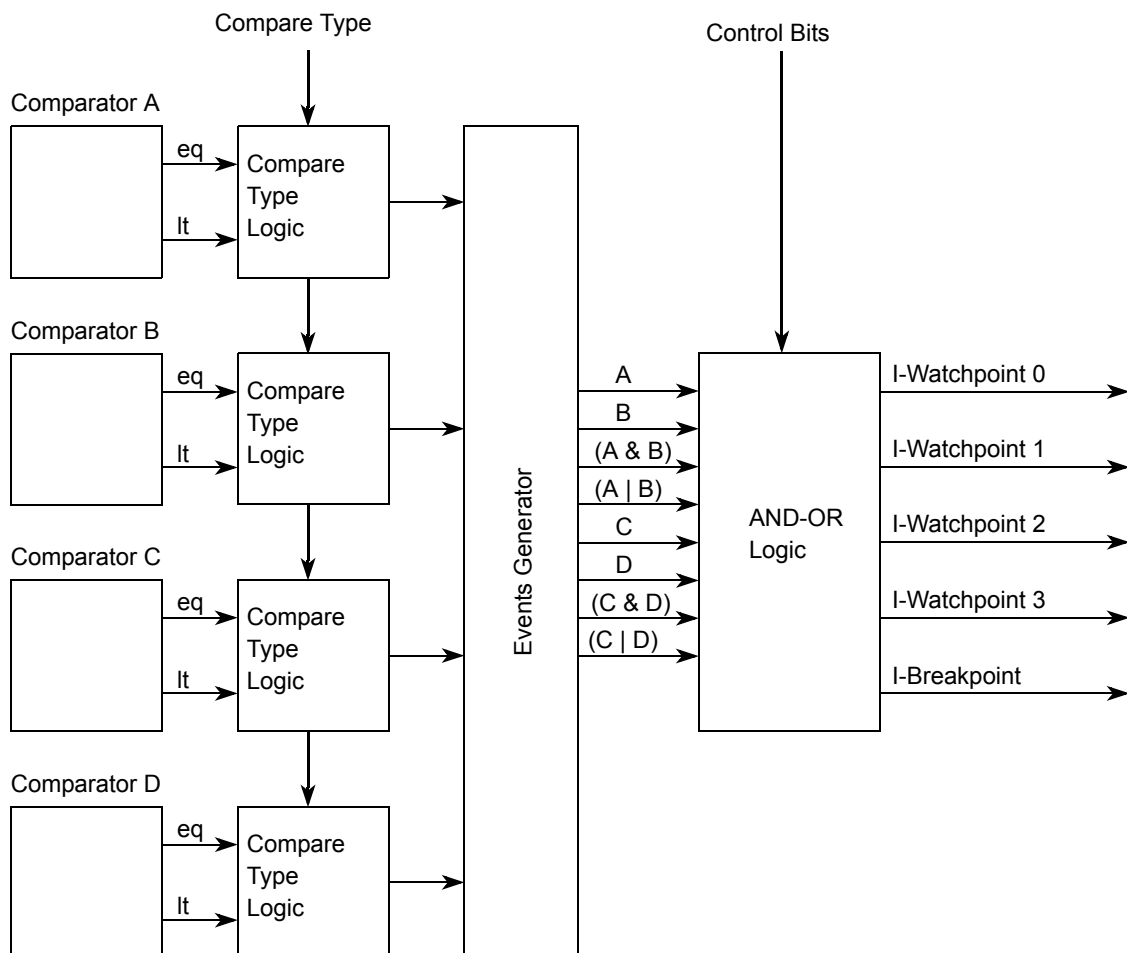 Compare Type
Control Bits
Comparator A
eq
lt
Compare
Type
Logic
Comparator B
eq
lt
Compare
Type
Logic
Comparator C
eq
lt
Compare
Type
Logic
Comparator D
eq
lt
Compare
Type
Logic
Events Generator
A
B
(A & B)
(A | B)
C
D
(C & D)
(C | D)
AND-OR
Logic
I-Watchpoint 0
I-Watchpoint 1
I-Watchpoint 2
I-Watchpoint 3
I-Breakpoint